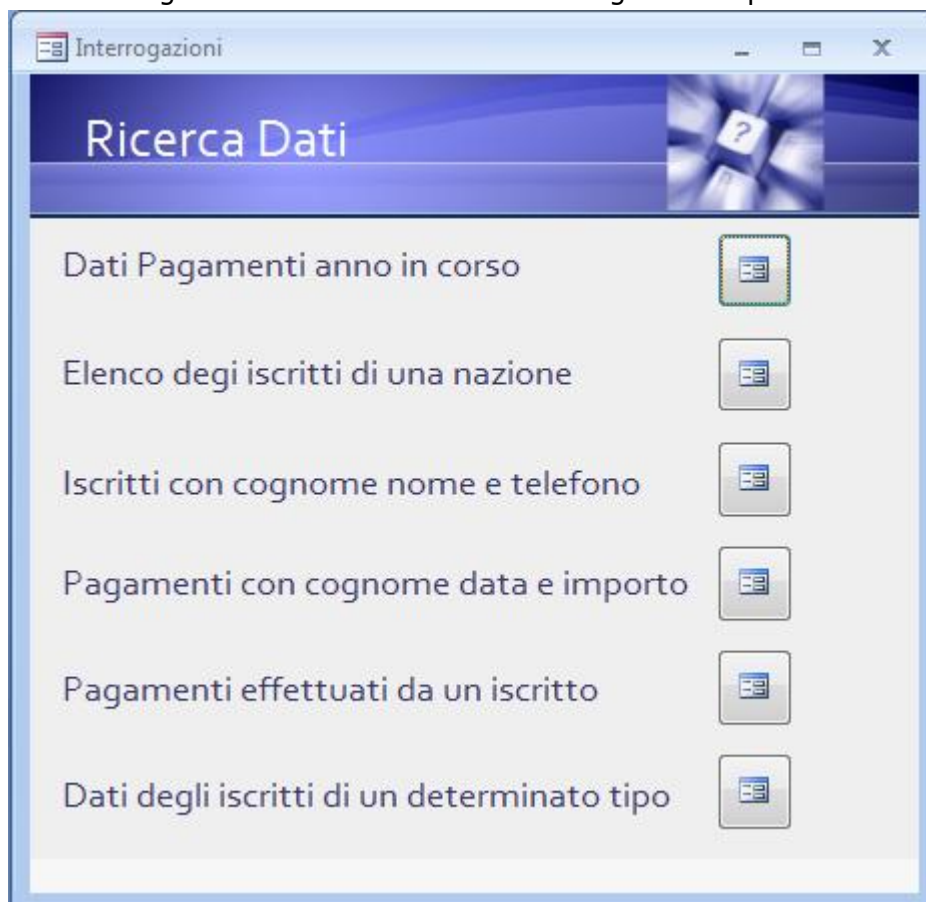 Interrogazioni
Ricerca Dati
?
Dati Pagamenti anno in corso
Elenco degi iscritti di una nazione
Iscritti con cognome nome e telefono
Pagamenti con cognome data e importo
Pagamenti effettuati da un iscritto
Dati degli iscritti di un determinato tipo